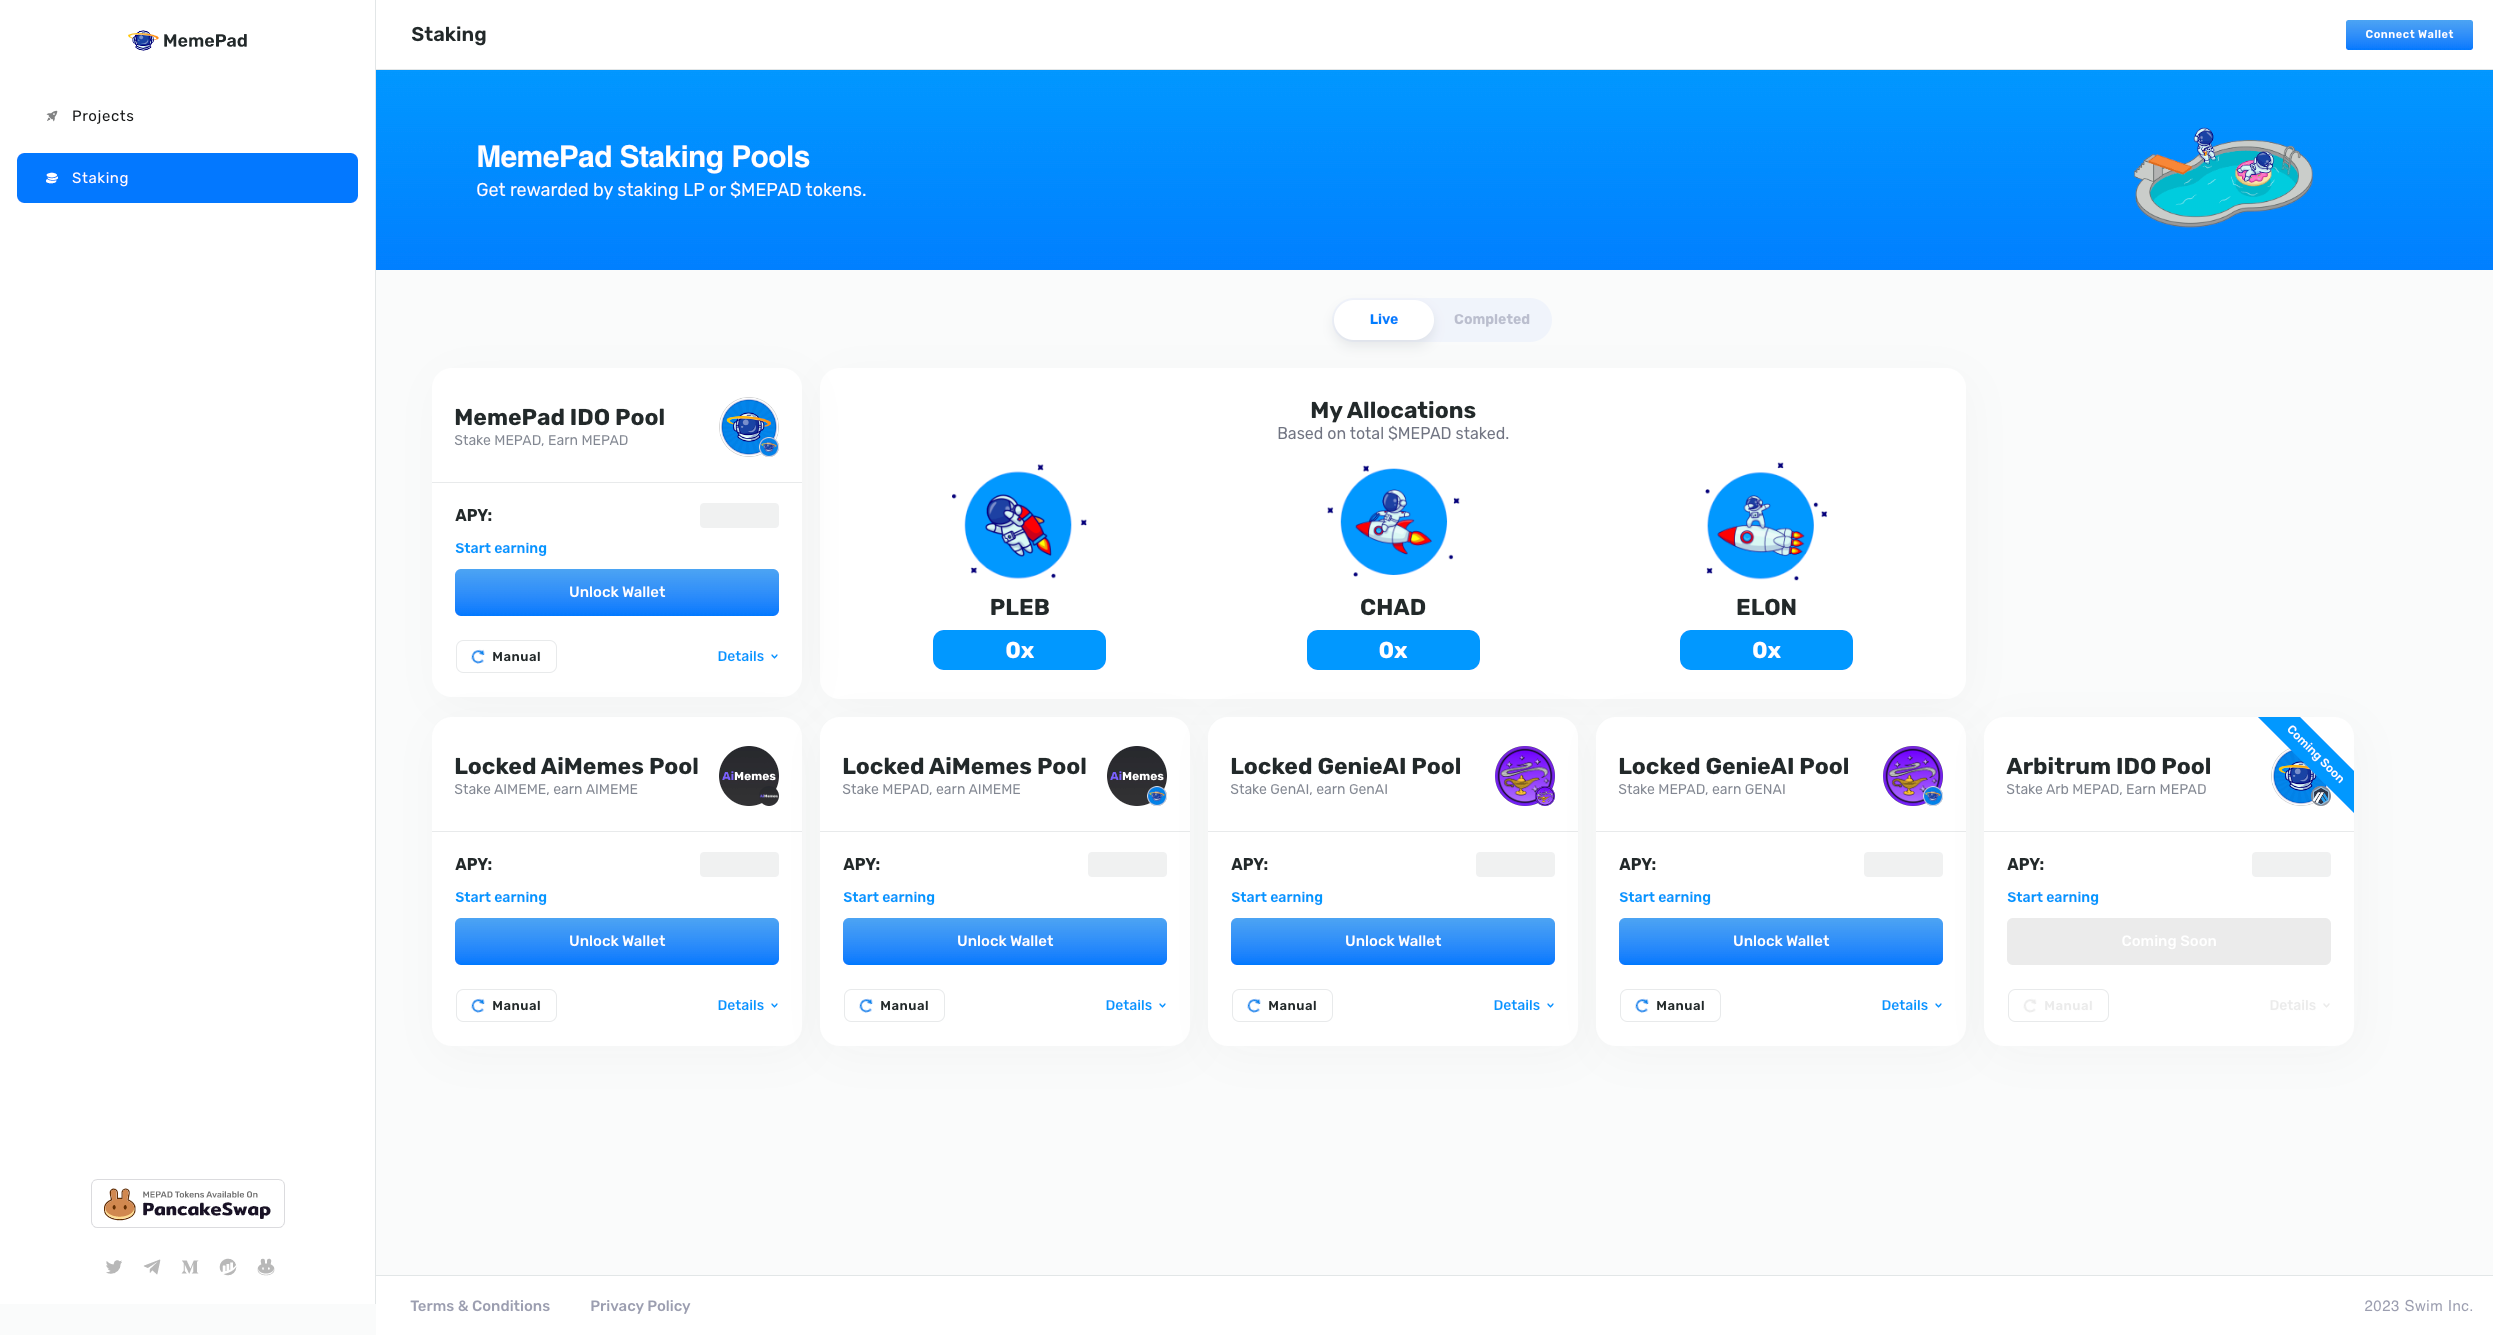 MemePad
Projects
Staking
MEPAD Tokens Available On
PancakeSwap
Staking
Connect Wallet
MemePad Staking Pools
Get rewarded by staking LP or $MEPAD tokens.
Live
Completed
MemePad IDO Pool
Stake MEPAD, Earn MEPAD
APY:
Start earning
Unlock Wallet
Manual
Details
My Allocations
Based on total $MEPAD staked.
PLEB
0x
CHAD
0x
ELON
0x
Locked AiMemes Pool
Stake AIMEME, earn AIMEME
AiMemes
APY:
Start earning
Unlock Wallet
Manual
Details
Locked AiMemes Pool
Stake MEPAD, earn AIMEME
AiMemes
APY:
Start earning
Unlock Wallet
Manual
Details
Locked GenieAI Pool
Stake GenAI, earn GenAI
APY:
Start earning
Unlock Wallet
Manual
Details
Locked GenieAI Pool
Stake MEPAD, earn GENAI
APY:
Start earning
Unlock Wallet
Manual
Details
Coming Soon
Arbitrum IDO Pool
Stake Arb MEPAD, Earn MEPAD
APY:
Start earning
Coming Soon
Manual
Details
Terms & Conditions
Privacy Policy
2023 Swim Inc.